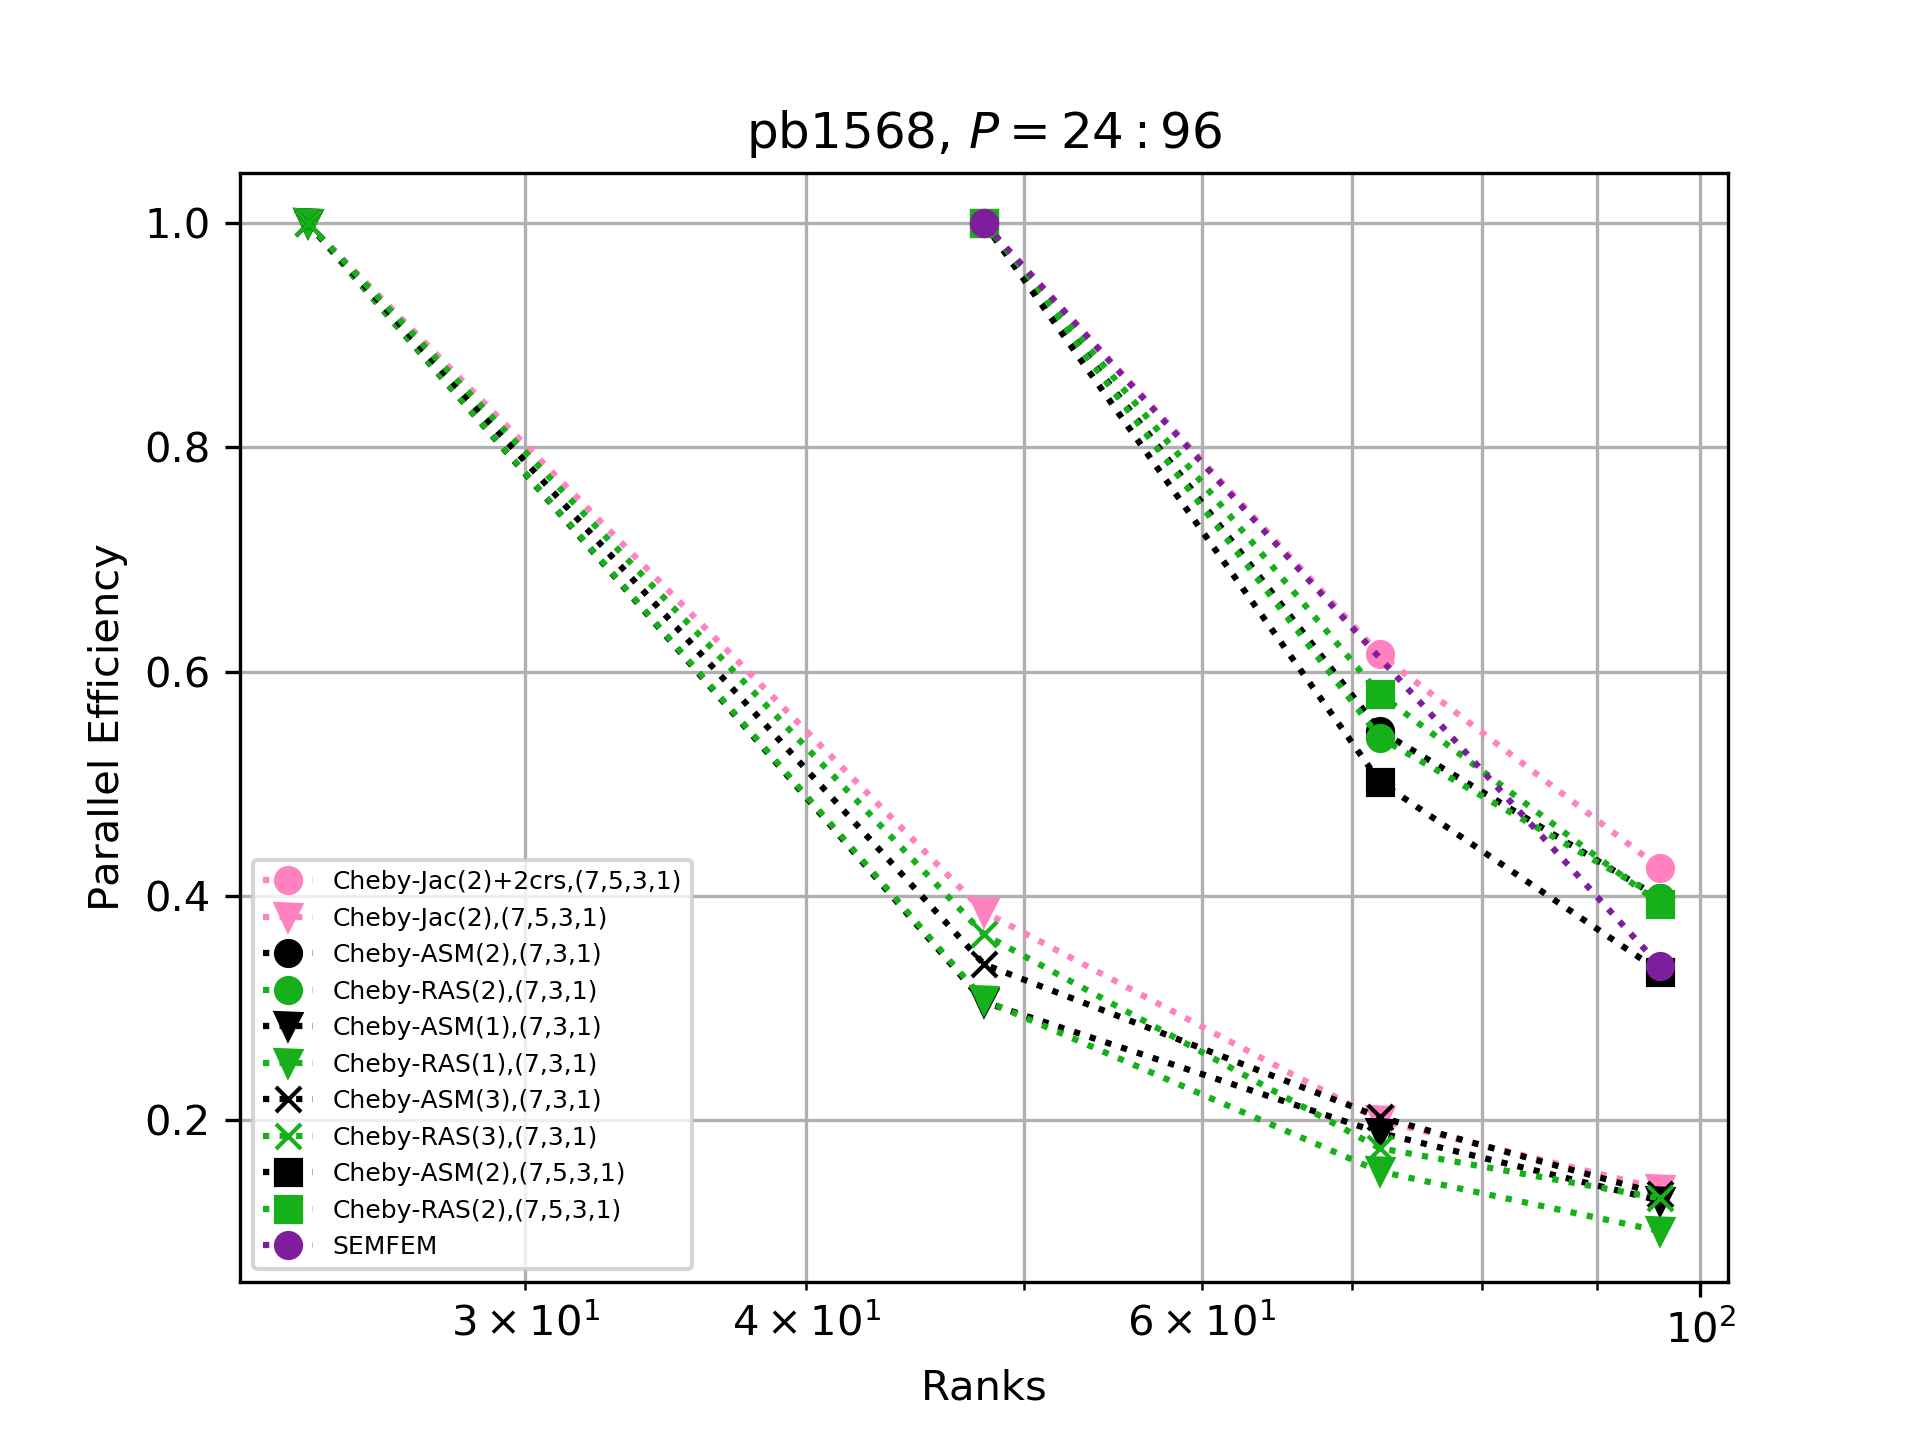 pb1568, P = 24 : 96
1.0
0.8
0.6
0.4
0.2
Parallel Efficiency
Cheby-Jac(2)+2crs,(7,5,3,1)
Cheby-Jac(2),(7,5,3,1)
Cheby-ASM(2),(7,3,1)
Cheby-RAS(2),(7,3,1)
Cheby-ASM(1),(7,3,1)
Cheby-RAS(1),(7,3,1)
Cheby-ASM(3),(7,3,1)
Cheby-RAS(3),(7,3,1)
Cheby-ASM(2),(7,5,3,1)
Cheby-RAS(2),(7,5,3,1)
SEMFEM
3 × 10¹ 4 × 10¹ 6 × 10¹ 10²
Ranks